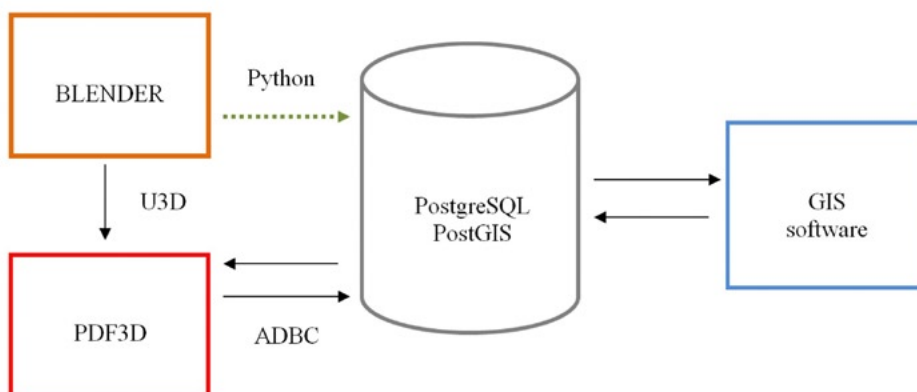 BLENDER
Python
U3D
PostgreSQL
PostGIS
GIS
software
PDF3D
ADBC